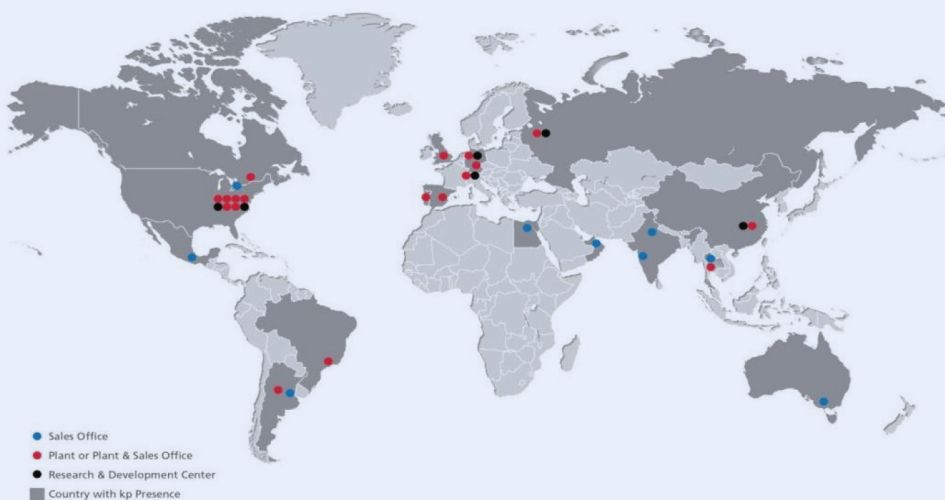 Sales Office
Plant or Plant & Sales Office
Research & Development Center
Country with kp Presence